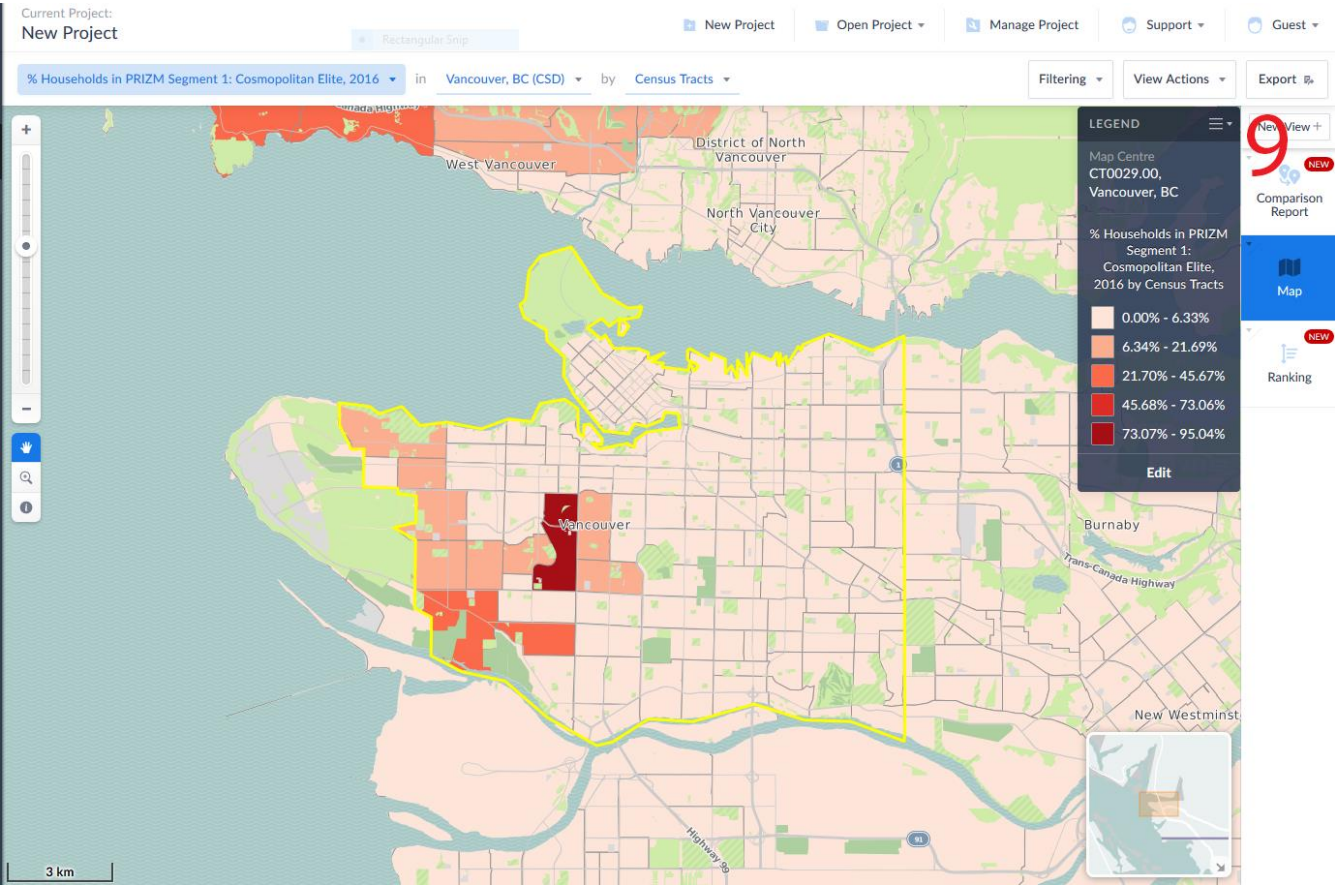 Current Project:
New Project
Rectangular Snip
New Project
Open Project
Manage Project
Support
Guest
% Households in PRIZM Segment 1: Cosmopolitan Elite, 2016 in Vancouver, BC (CSD) by Census Tracts
Filtering
View Actions
Export
Canada Highway
West Vancouver
District of North
Vancouver
North Vancouver
City
Vancouver
Burnaby
Trans-Canada Highway
New Westminst
Highway 99
91
1
3 km
LEGEND
Map Centre
CT0029.00,
Vancouver, BC
% Households in PRIZM
Segment 1:
Cosmopolitan Elite,
2016 by Census Tracts
0.00% - 6.33%
6.34% - 21.69%
21.70% - 45.67%
45.68% - 73.06%
73.07% - 95.04%
Edit
New View +
9
NEW
Comparison
Report
Map
NEW
Ranking